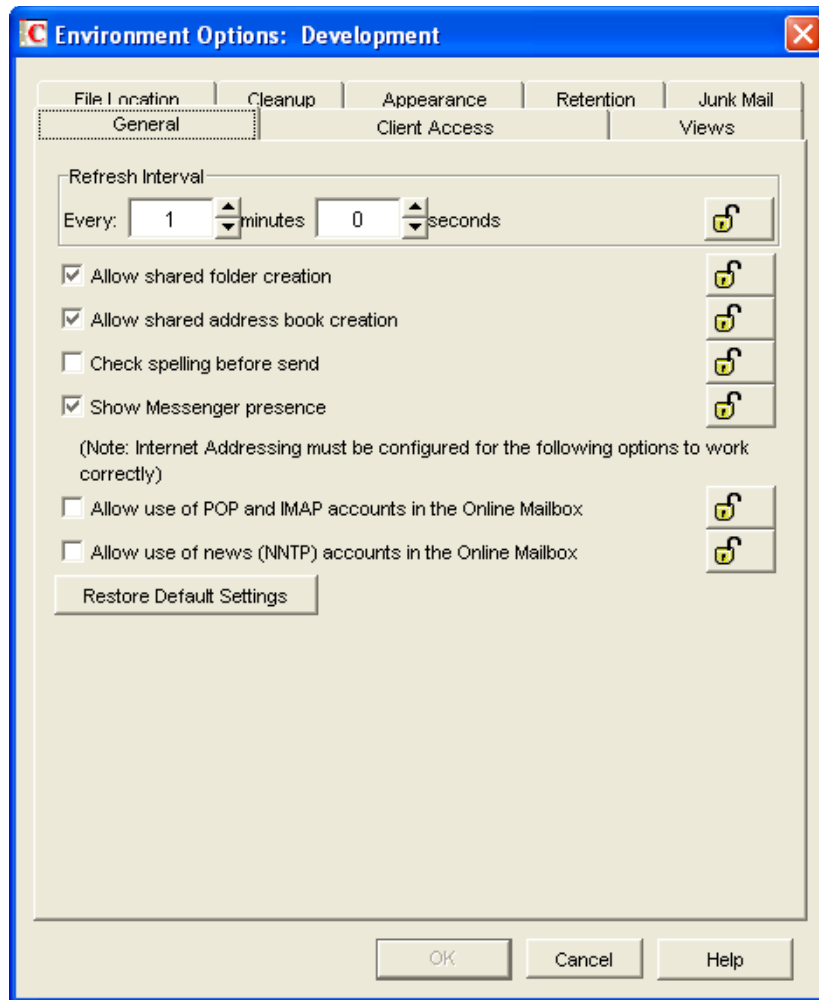 Environment Options: Development
File Location Cleanup Appearance Retention Junk Mail
General Client Access Views
Refresh Interval
Every: 1 minutes 0 seconds
Allow shared folder creation
Allow shared address book creation
Check spelling before send
Show Messenger presence
(Note: Internet Addressing must be configured for the following options to work
correctly)
Allow use of POP and IMAP accounts in the Online Mailbox
Allow use of news (NNTP) accounts in the Online Mailbox
Restore Default Settings
OK Cancel Help